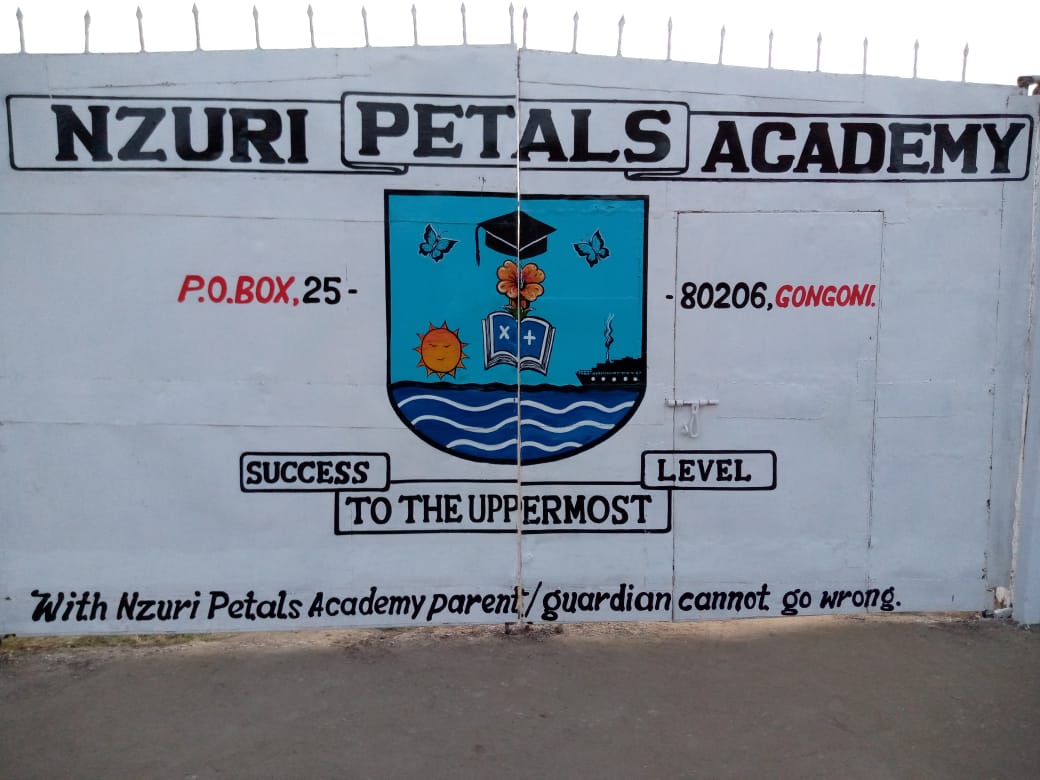 NZURI PETALS ACADEMY
P.O.BOX, 25 - - 80206, GONGONI.
x +
SUCCESS LEVEL
TO THE UPPERMOST
With Nzuri Petals Academy parent/guardian cannot go wrong.